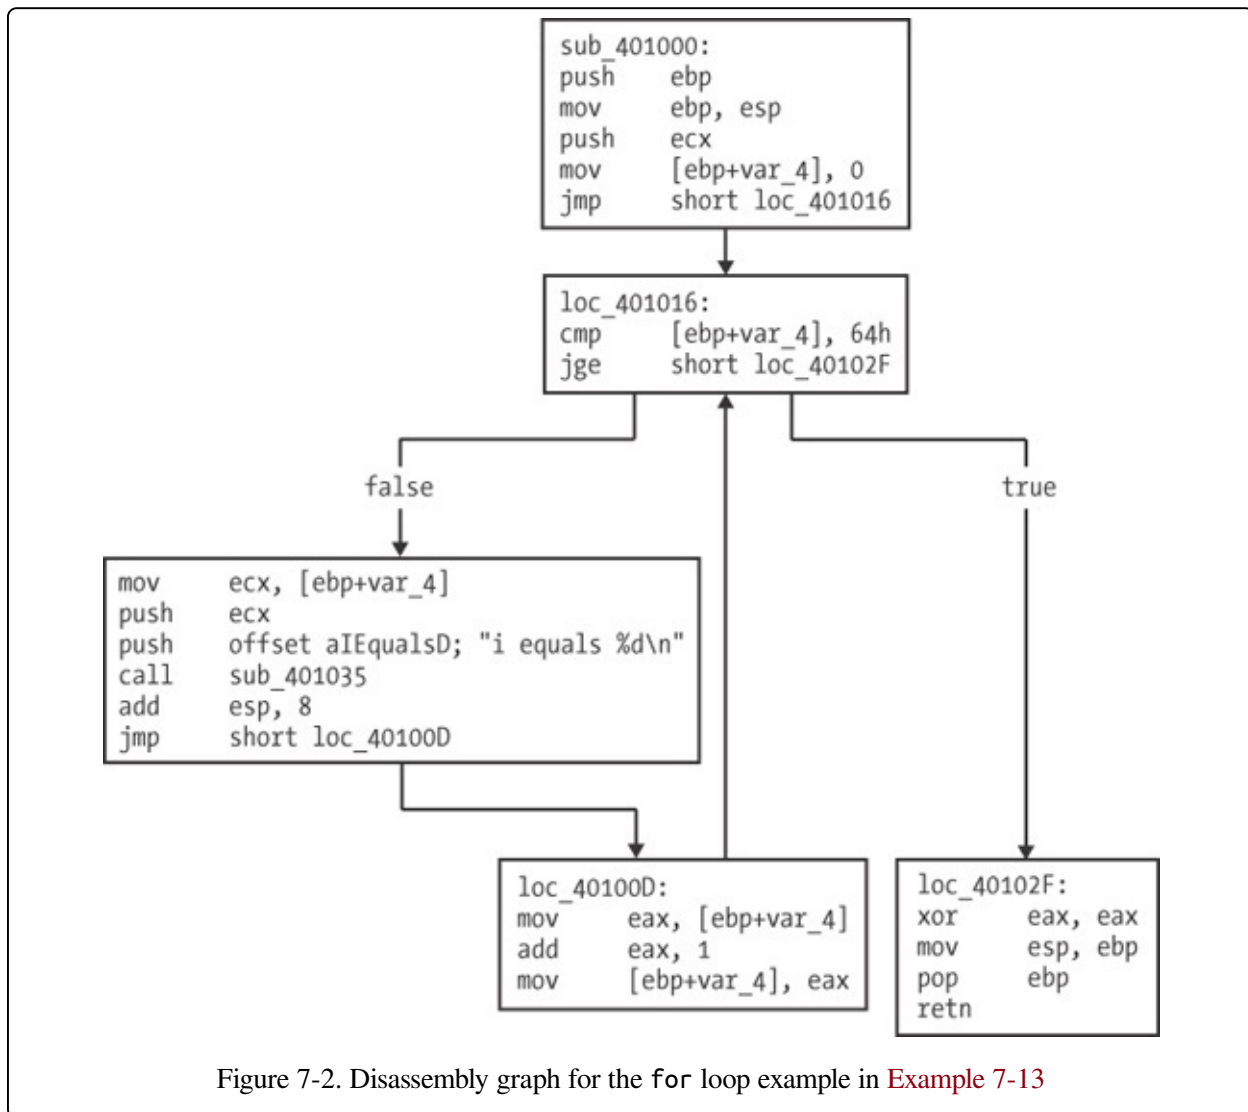 sub_401000:
push ebp
mov ebp, esp
push ecx
mov [ebp+var_4], 0
jmp short loc_401016
loc_401016:
cmp [ebp+var_4], 64h
jge short loc_40102F
false
true
mov ecx, [ebp+var_4]
push ecx
push offset aIEqualsD; "i equals %d\n"
call sub_401035
add esp, 8
jmp short loc_40100D
loc_40100D:
mov eax, [ebp+var_4]
add eax, 1
mov [ebp+var_4], eax
loc_40102F:
xor eax, eax
mov esp, ebp
pop ebp
retn
Figure 7-2. Disassembly graph for the for loop example in Example 7-13